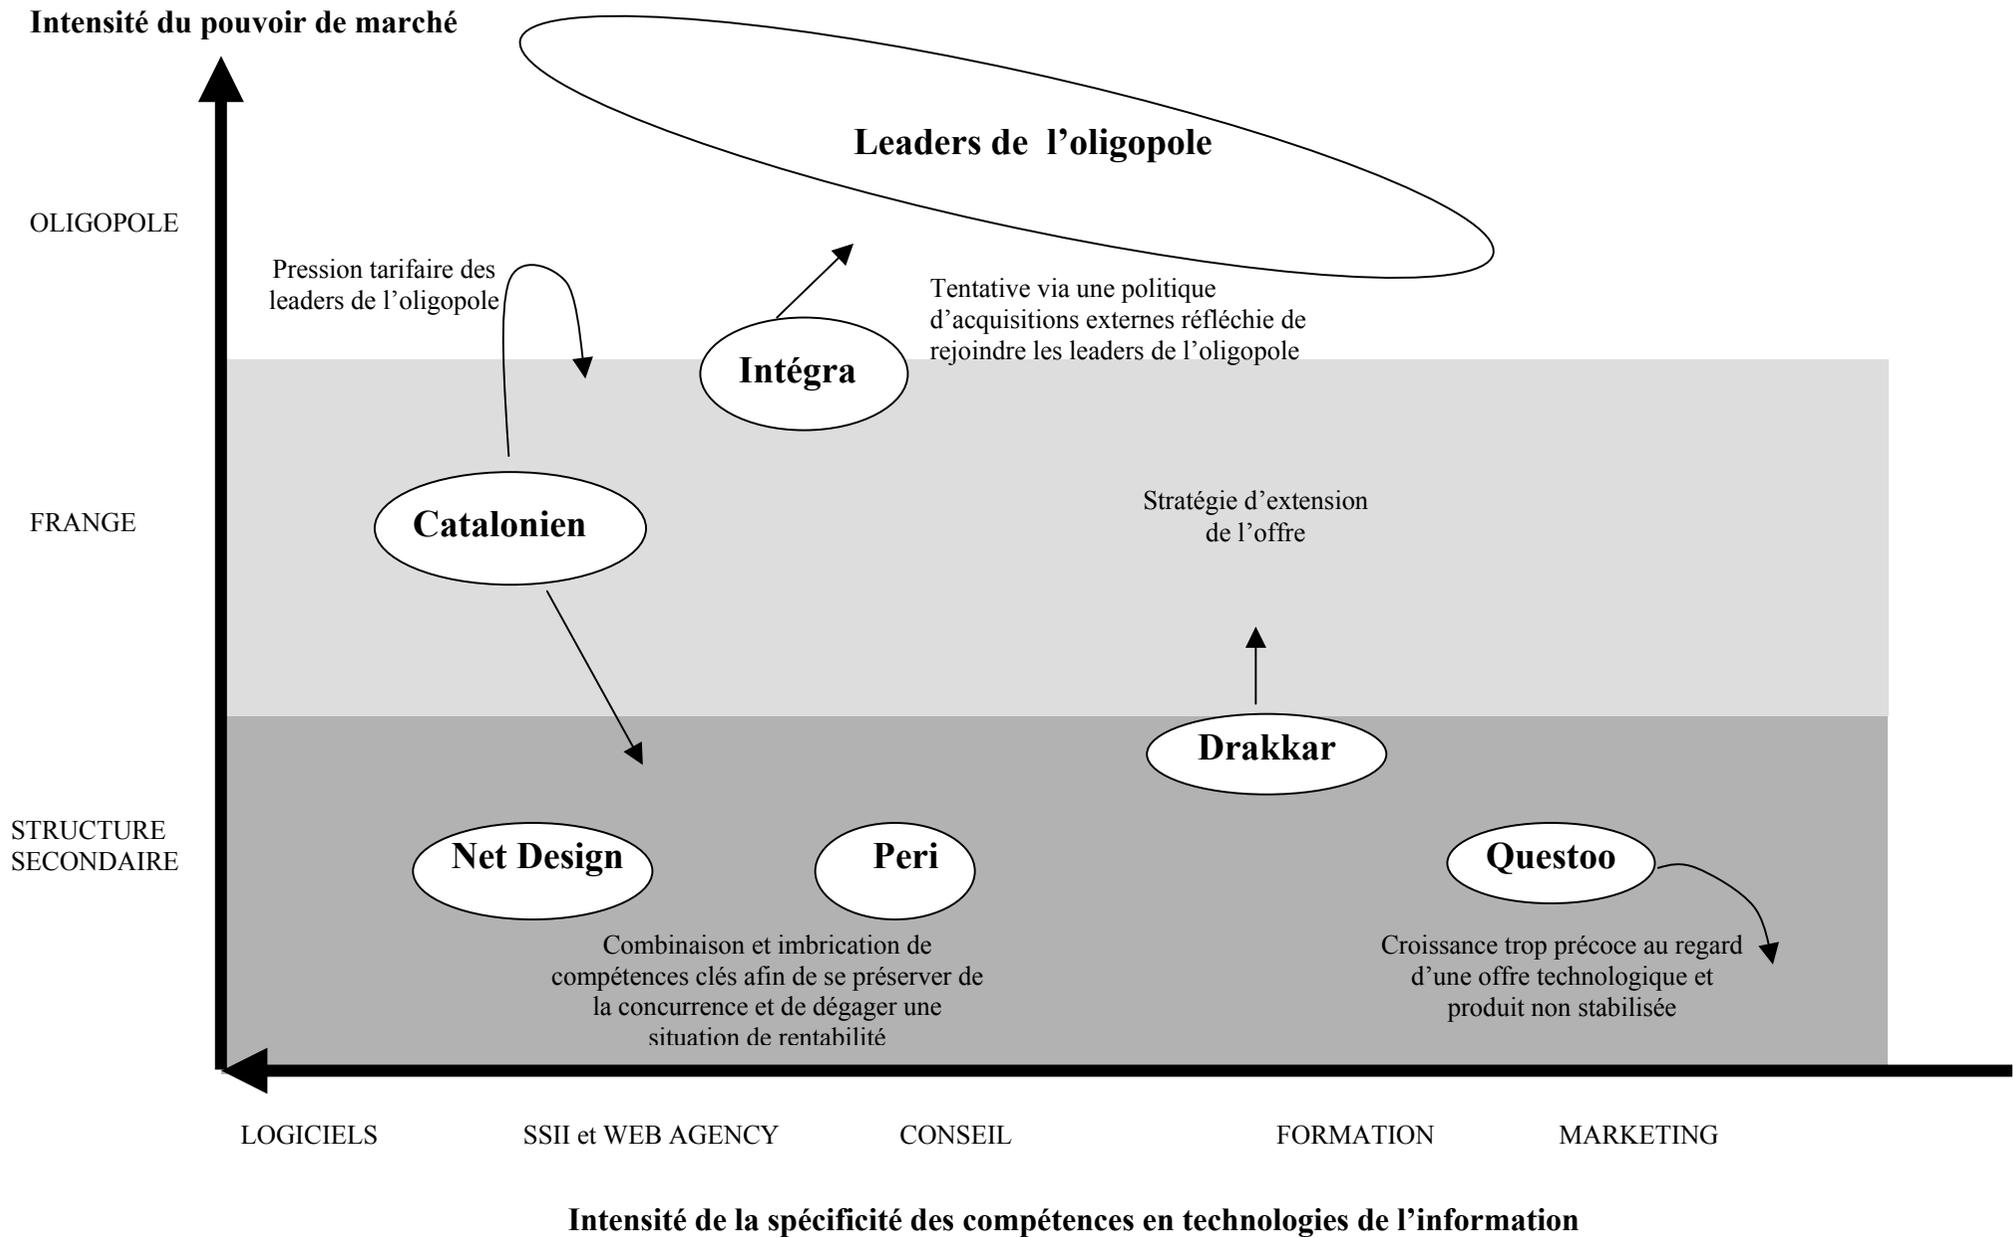 Intensité du pouvoir de marché
Leaders de l’oligopole
OLIGOPOLE
Pression tarifaire des
leaders de l’oligopole
Tentative via une politique
d’acquisitions externes réfléchie de
rejoindre les leaders de l’oligopole
Intégra
FRANGE
Catalonien
Stratégie d’extension
de l’offre
Drakkar
STRUCTURE
SECONDAIRE
Net Design
Peri
Questoo
Combinaison et imbrication de
compétences clés afin de se préserver de
la concurrence et de dégager une
situation de rentabilité
Croissance trop précoce au regard
d’une offre technologique et
produit non stabilisée
LOGICIELS
SSII et WEB AGENCY
CONSEIL
FORMATION
MARKETING
Intensité de la spécificité des compétences en technologies de l’information